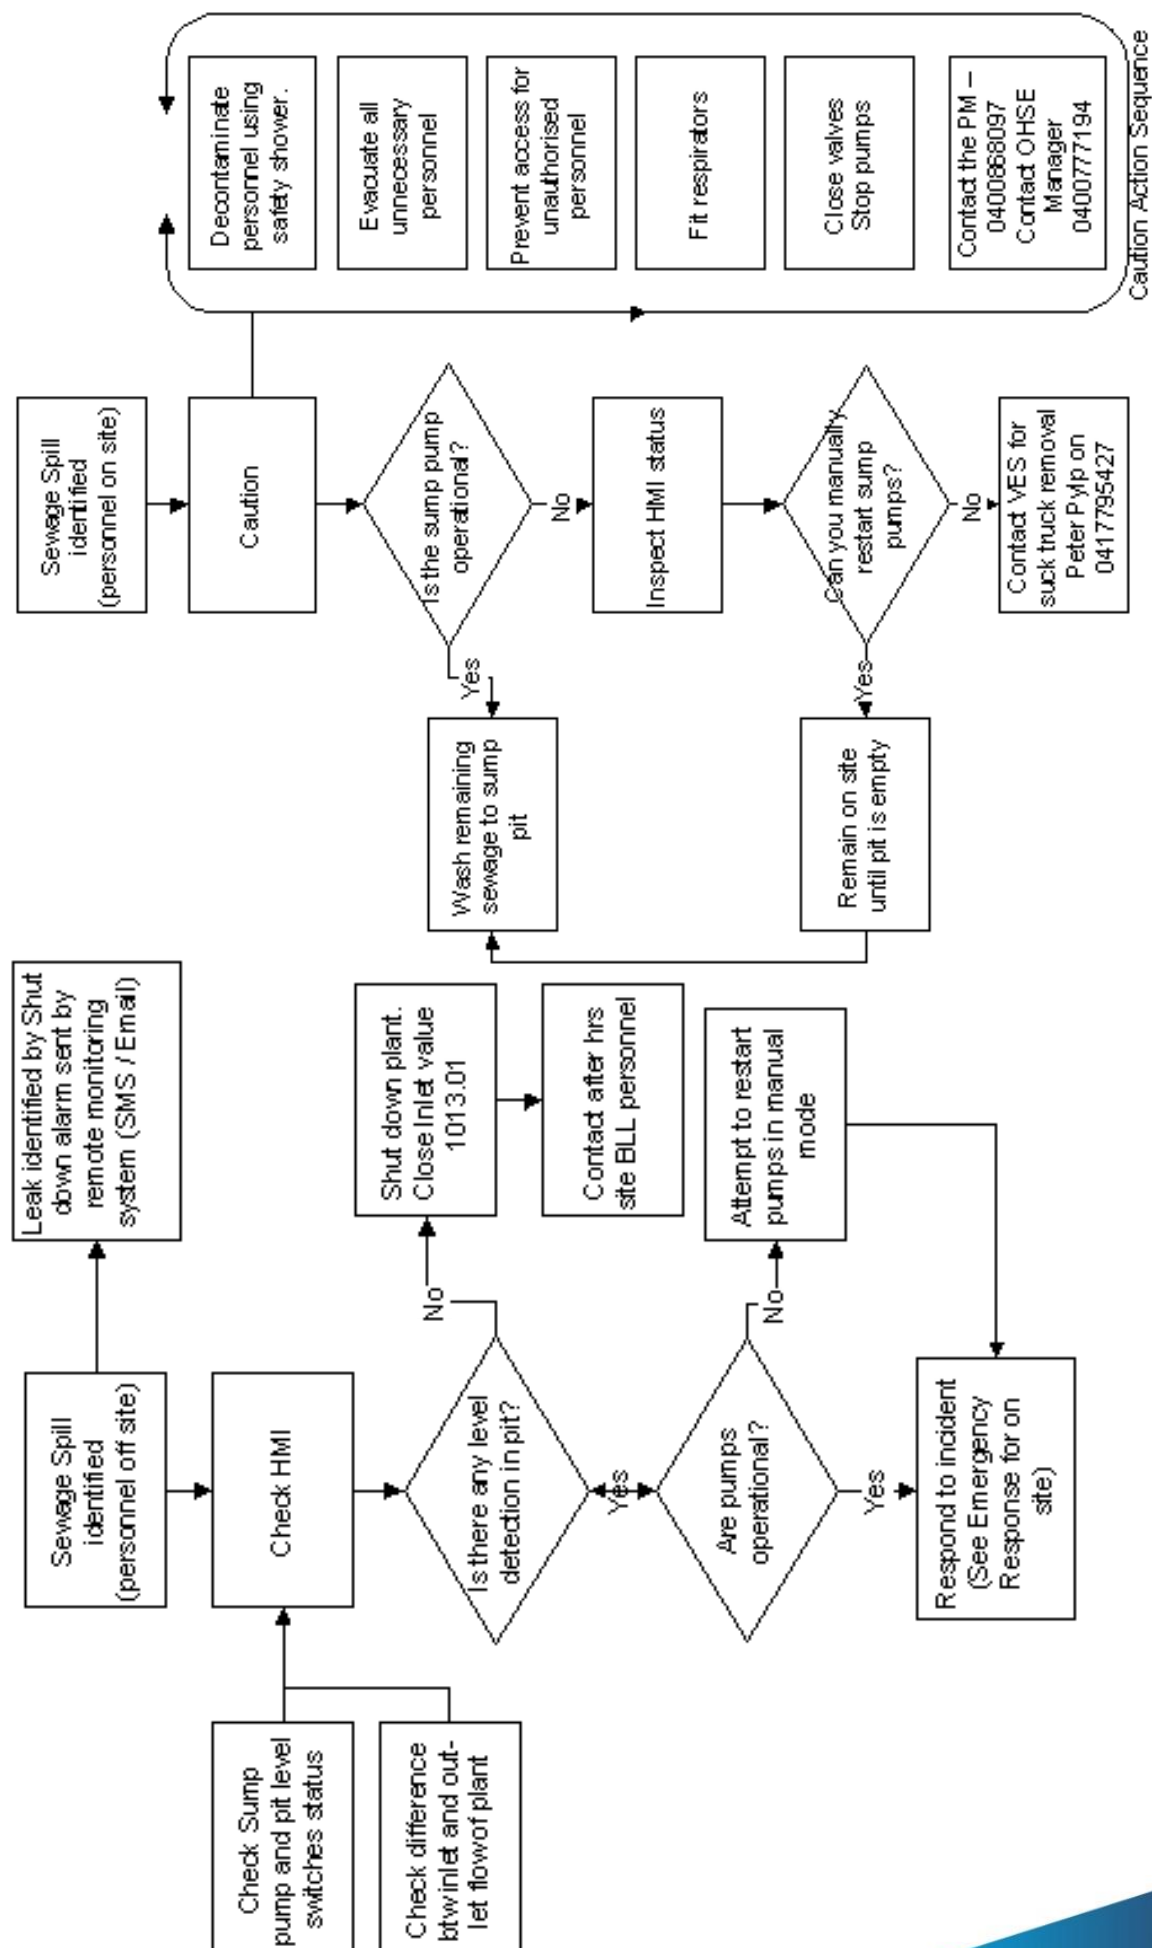 Sewage Spill
identified
(personnel off site)
Leak identified by Shut
down alarm sent by
remote monitoring
system (SMS / Email)
Check Sump
pump and pit level
switches status
Check difference
btw inlet and out-
let flow of plant
Check HMI
Is there any level
detection in pit?
No
Shut down plant.
Close Inlet value
1013.01
Contact after hrs
site BLL personnel
Yes
Are pumps
operational?
No
Attempt to restart
pumps in manual
mode
Yes
Respond to incident
(See Emergency
Response for on
site)
Sewage Spill
identified
(personnel on site)
Caution
Is the sump pump
operational?
Yes
Wash remaining
sewage to sump
pit
No
Inspect HMI status
Can you manually
restart sump
pumps?
Yes
Remain on site
until pit is empty
No
Contact VES for
suck truck removal
Peter Pylp on
0417795427
Decontaminate
personnel using
safety shower.
Evacuate all
unnecessary
personnel
Prevent access for
unauthorised
personnel
Fit respirators
Close valves
Stop pumps
Contact the PM –
0400868097
Contact OHSE
Manager
0400777194
Caution Action Sequence